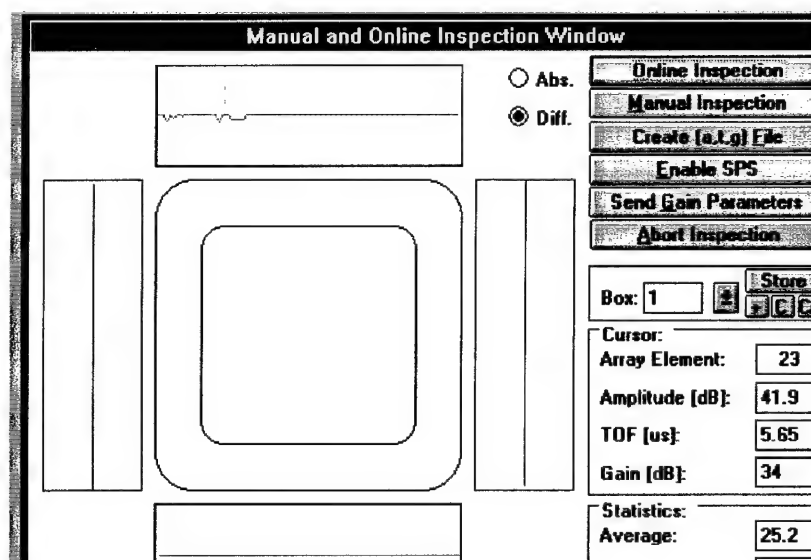 Manual and Online Inspection Window
Abs.
Diff.
Online Inspection
Manual Inspection
Create (a,t,g) File
Enable SPS
Send Gain Parameters
Abort Inspection
Box: 1
Store
+ C C
Cursor:
Array Element: 23
Amplitude [dB]: 41.9
TOF [us]: 5.65
Gain [dB]: 34
Statistics:
Average: 25.2